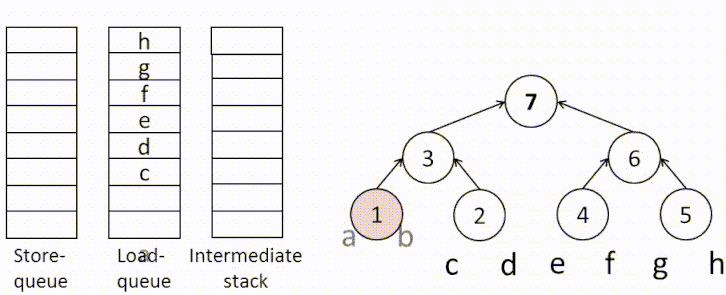 h
g
f
e
d
c
Store-
queue
Load-
queue
a
Intermediate
stack
7
3
6
1
2
4
5
a
b
c
d
e
f
g
h